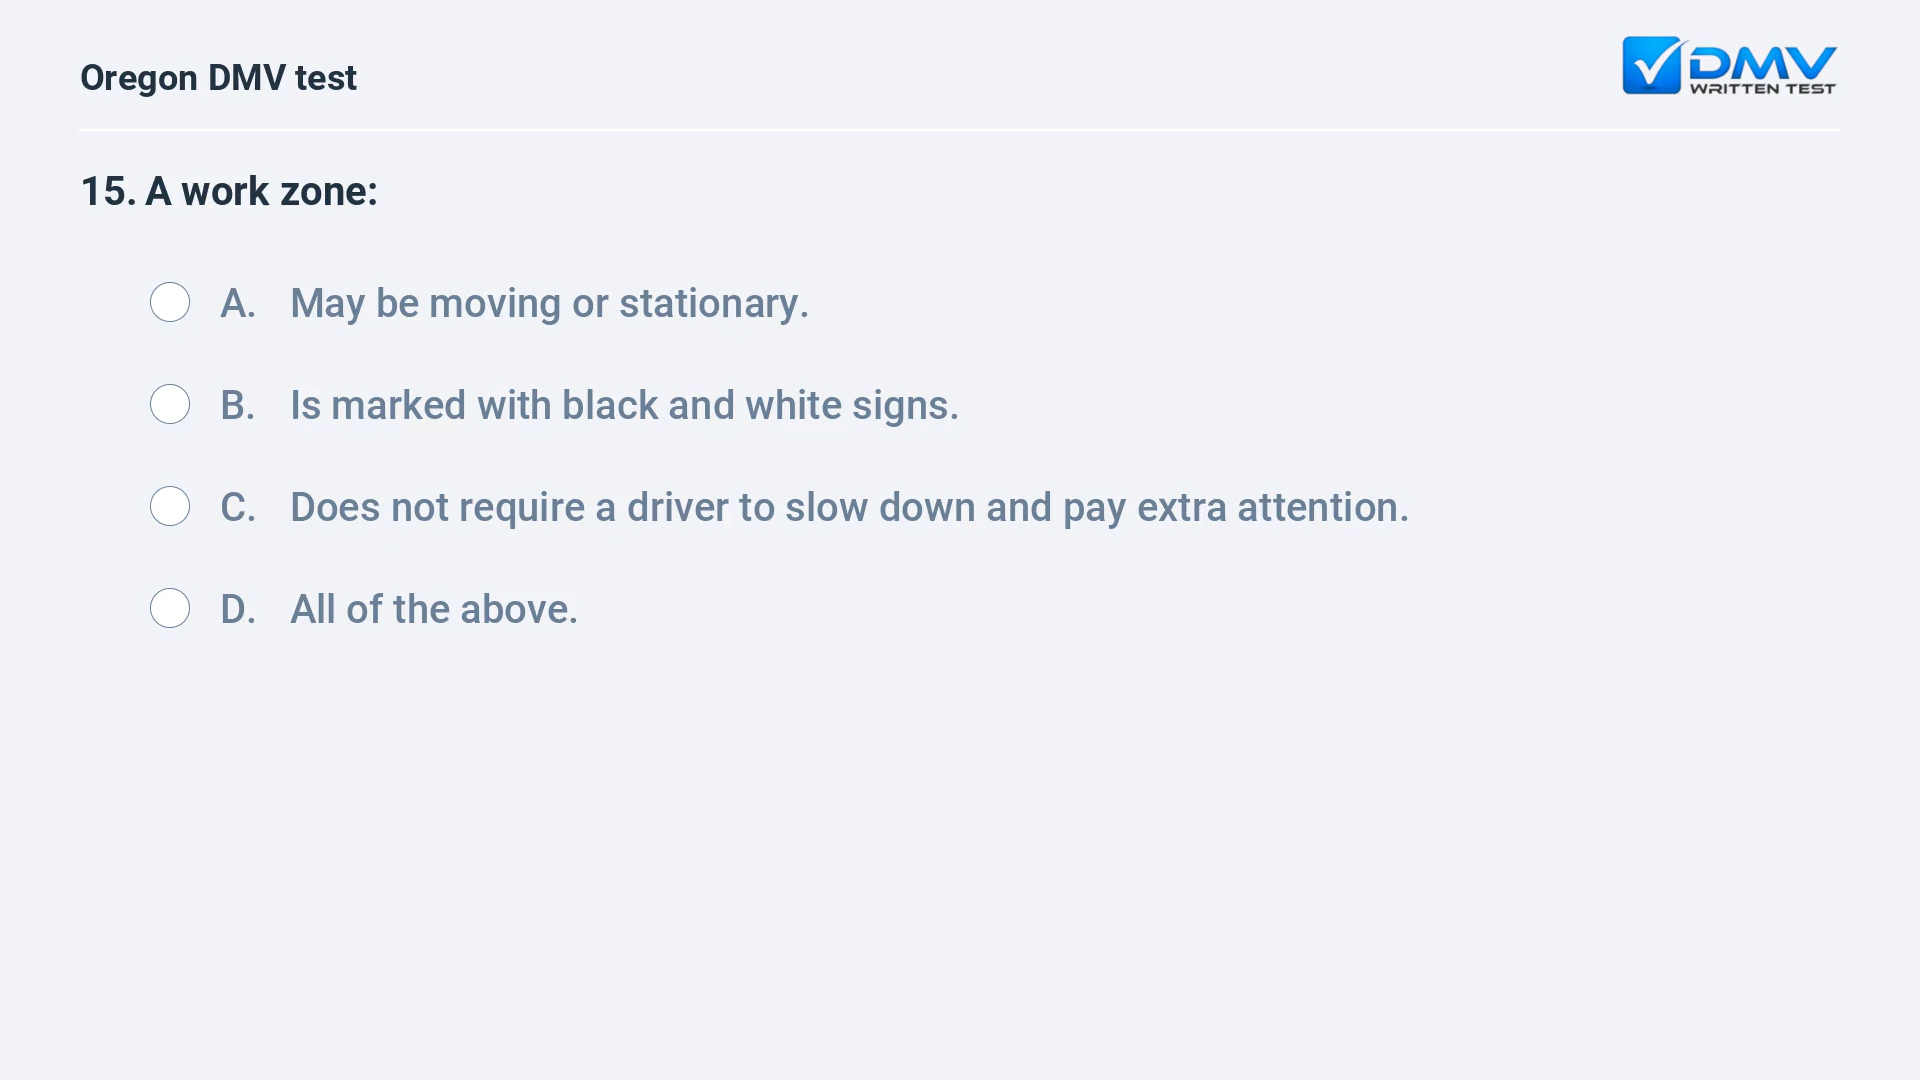 Oregon DMV test
DMV
WRITTEN TEST
15. A work zone:
A. May be moving or stationary.
B. Is marked with black and white signs.
C. Does not require a driver to slow down and pay extra attention.
D. All of the above.